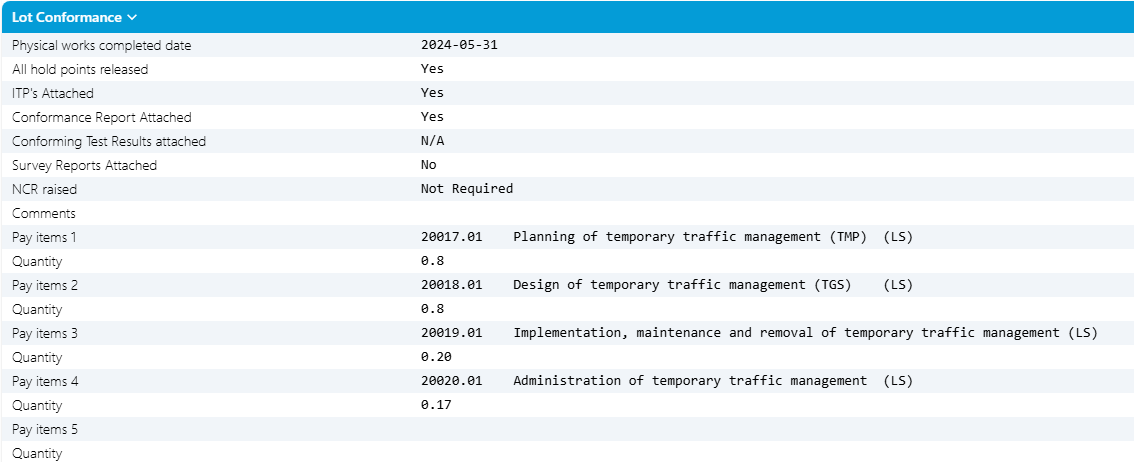 Lot Conformance
Physical works completed date 2024-05-31
All hold points released Yes
ITP's Attached Yes
Conformance Report Attached Yes
Conforming Test Results attached N/A
Survey Reports Attached No
NCR raised Not Required
Comments
Pay items 1 20017.01 Planning of temporary traffic management (TMP) (LS)
Quantity 0.8
Pay items 2 20018.01 Design of temporary traffic management (TGS) (LS)
Quantity 0.8
Pay items 3 20019.01 Implementation, maintenance and removal of temporary traffic management (LS)
Quantity 0.20
Pay items 4 20020.01 Administration of temporary traffic management (LS)
Quantity 0.17
Pay items 5
Quantity